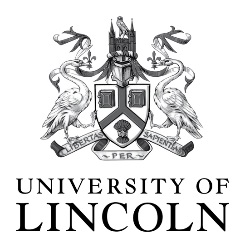 LIBERTAS PER SAPIENTIAM
UNIVERSITY OF
LINCOLN